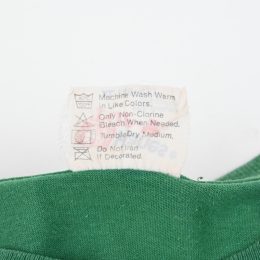 Machine Wash Warm
in Like Colors.
Only Non-Clorine
Bleach When Needed.
Tumble Dry Medium.
Do Not Iron
If Decorated.